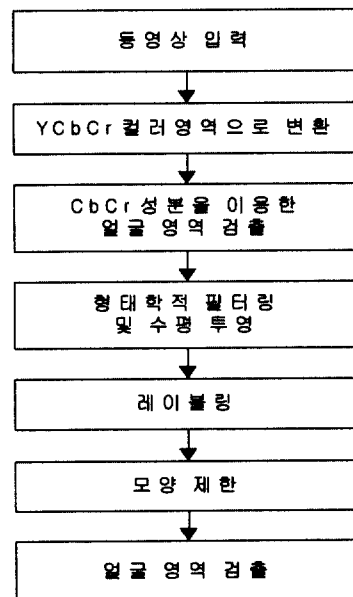 동영상 입력
YCbCr 컬러영역으로 변환
CbCr 성분을 이용한
얼굴 영역 검출
형태학적 필터링
및 수평 투영
레이블링
모양 제한
얼굴 영역 검출